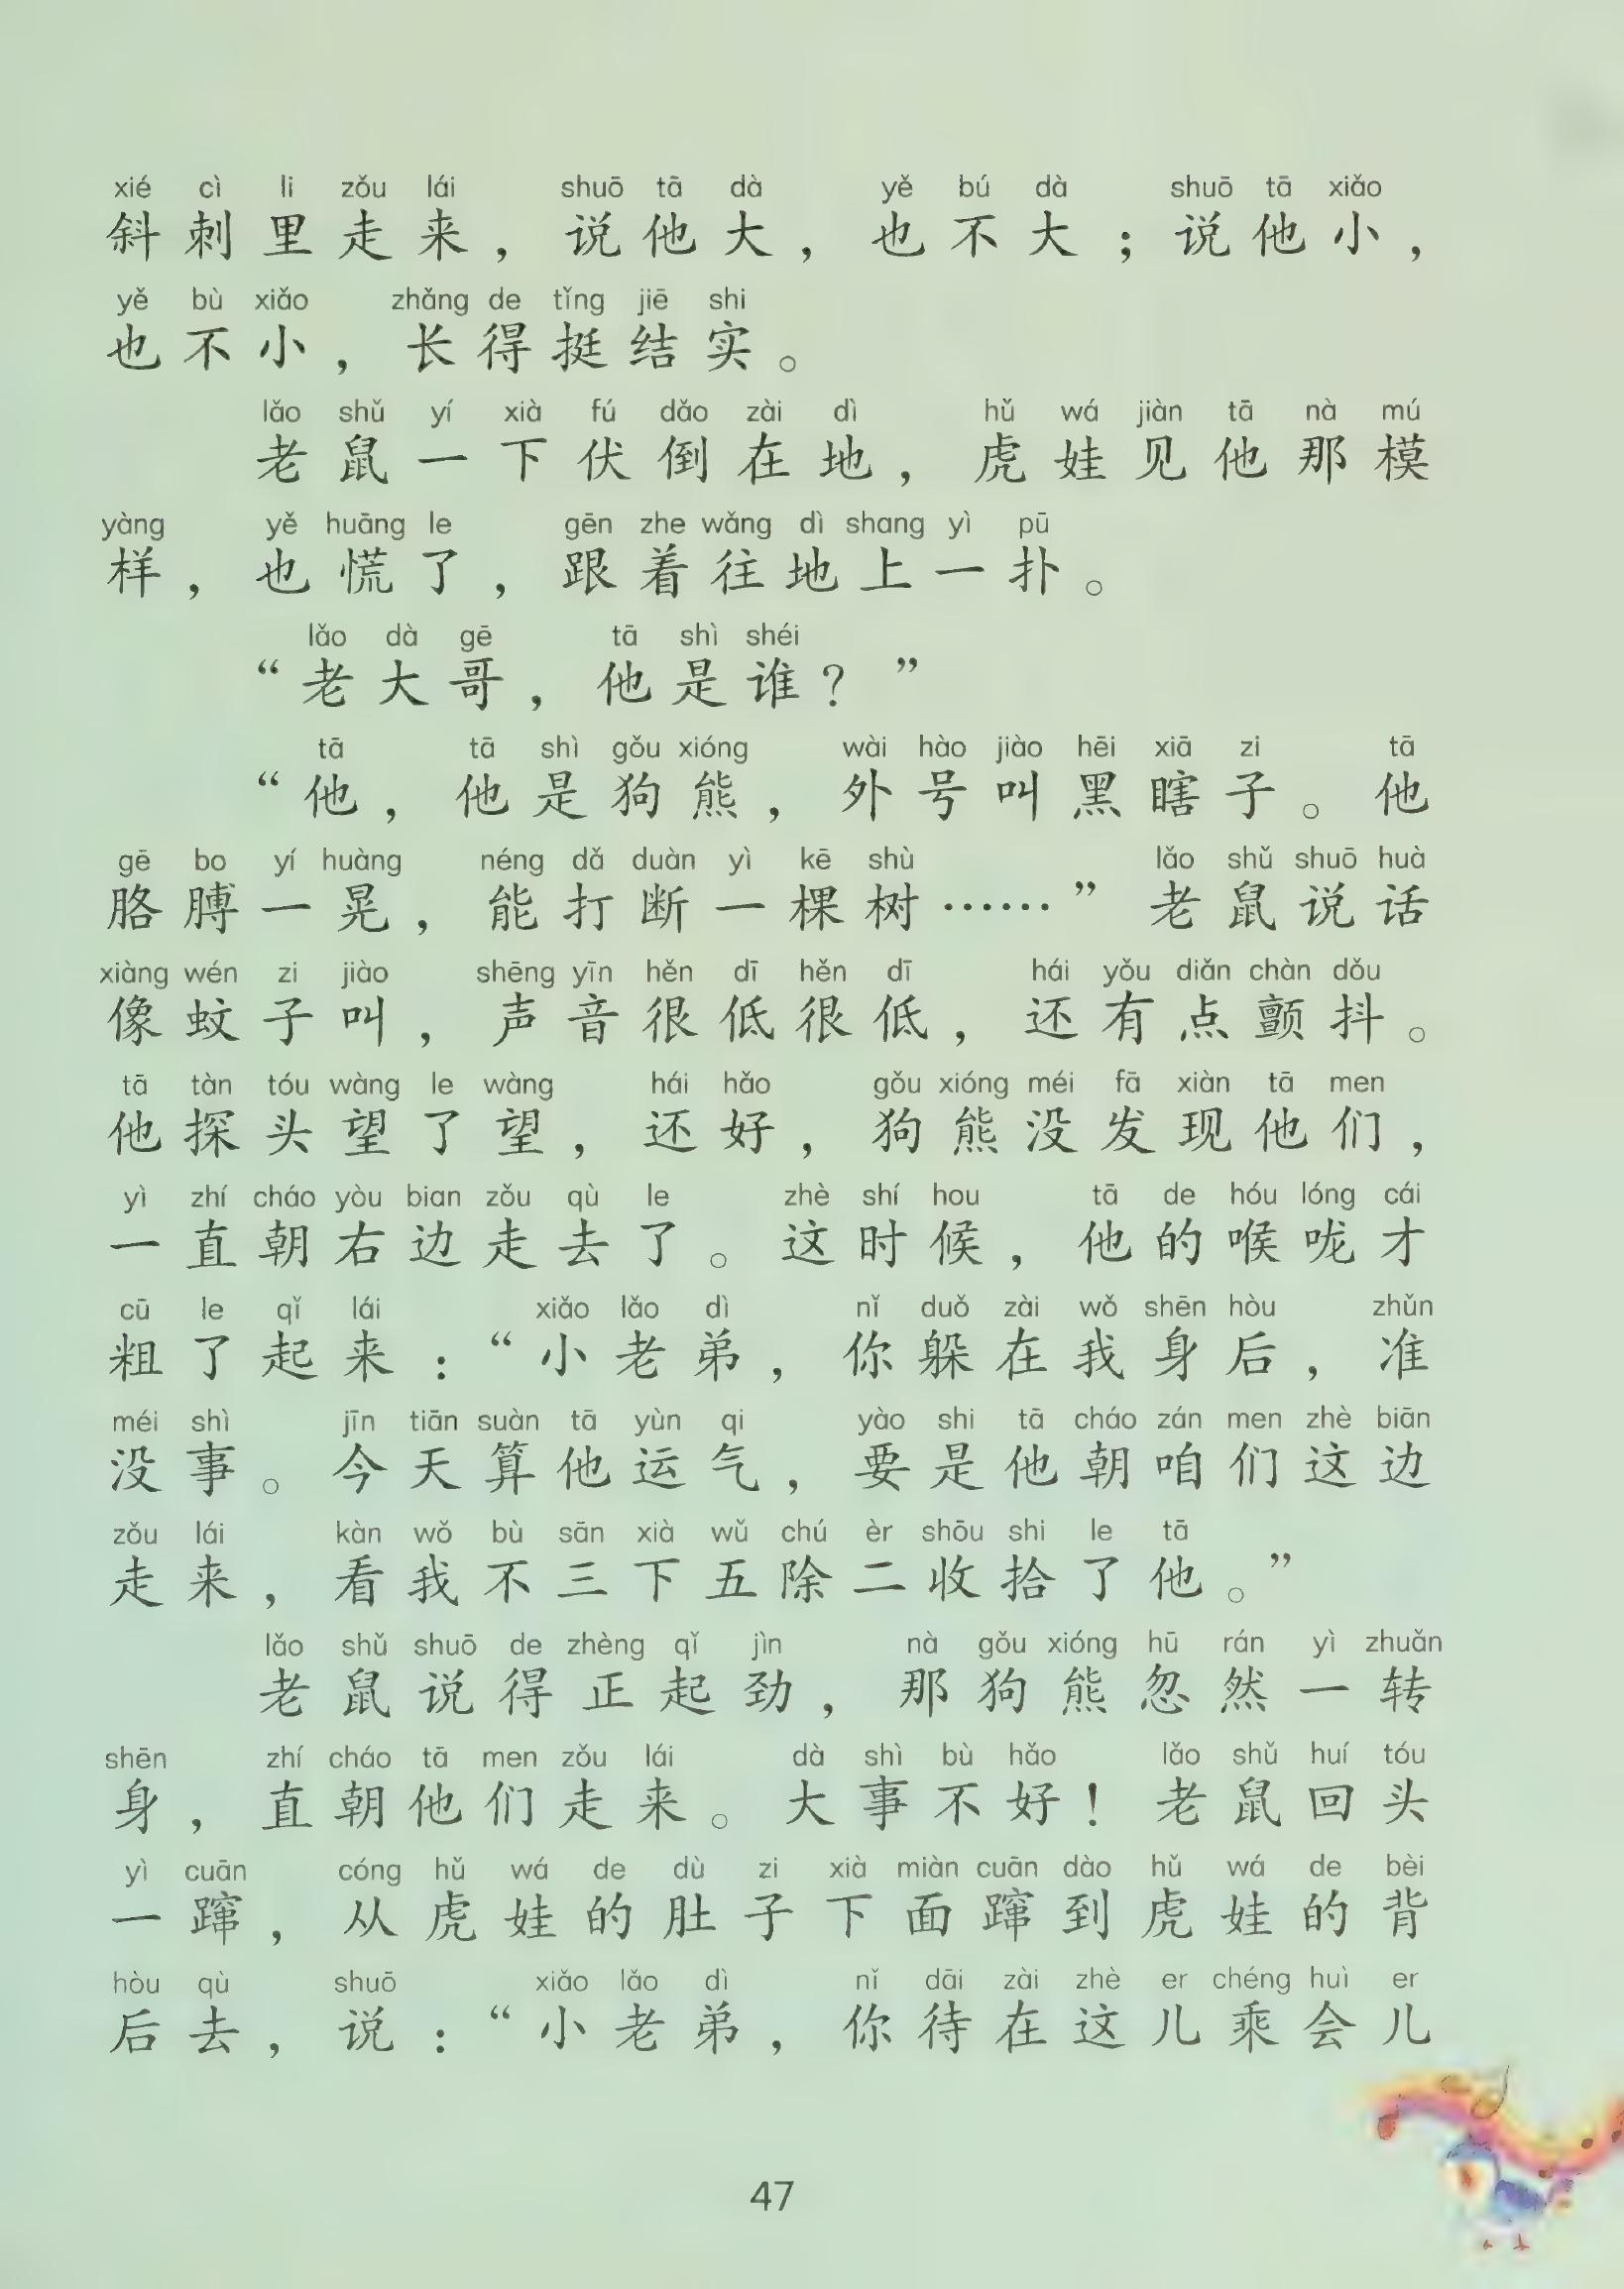 xié cì li zǒu lái shuō tā dà yě bú dà shuō tā xiǎo
斜刺里走来，说他大，也不大；说他小，
yě bù xiǎo zhǎng de tǐng jiē shi
也不小，长得挺结实。
lǎo shǔ yí xià fú dǎo zài dì hǔ wá jiàn tā nà mú
老鼠一下伏倒在地，虎娃见他那模
yàng yě huāng le gēn zhe wǎng dì shang yì pū
样，也慌了，跟着往地上一扑。
lǎo dà gē tā shì shéi
“老大哥，他是谁？”
tā tā shì gǒu xióng wài hào jiào hēi xiā zi tā
“他，他是狗熊，外号叫黑瞎子。他
gē bo yí huàng néng dǎ duàn yì kē shù lǎo shǔ shuō huà
胳膊一晃，能打断一棵树……”老鼠说话
xiàng wén zi jiào shēng yīn hěn dī hěn dī hái yǒu diǎn chàn dǒu
像蚊子叫，声音很低很低，还有点颤抖。
tā tàn tóu wàng le wàng hái hǎo gǒu xióng méi fā xiàn tā men
他探头望了望，还好，狗熊没发现他们，
yì zhí cháo yòu bian zǒu qù le zhè shí hou tā de hóu lóng cái
一直朝右边走去了。这时候，他的喉咙才
cū le qǐ lái xiǎo lǎo dì nǐ duǒ zài wǒ shēn hòu zhǔn
粗了起来：“小老弟，你躲在我身后，准
méi shì jīn tiān suàn tā yùn qi yào shi tā cháo zán men zhè biān
没事。今天算他运气，要是他朝咱们这边
zǒu lái kàn wǒ bù sān xià wǔ chú èr shōu shi le tā
走来，看我不三下五除二收拾了他。”
lǎo shǔ shuō de zhèng qǐ jìn nà gǒu xióng hū rán yì zhuǎn
老鼠说得正起劲，那狗熊忽然一转
shēn zhí cháo tā men zǒu lái dà shì bù hǎo lǎo shǔ huí tóu
身，直朝他们走来。大事不好！老鼠回头
yì cuān cóng hǔ wá de dù zi xià miàn cuān dào hǔ wá de bèi
一蹿，从虎娃的肚子下面蹿到虎娃的背
hòu qù shuō xiǎo lǎo dì nǐ dāi zài zhè er chéng huì er
后去，说：“小老弟，你待在这儿乘会儿
47